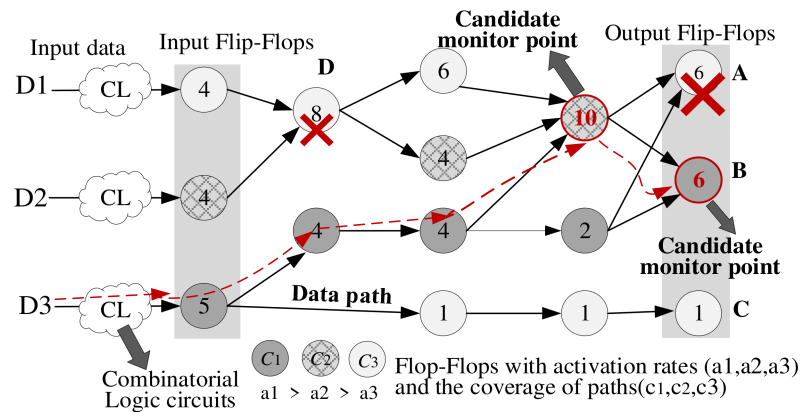 Candidate
monitor point
Input data
Input Flip-Flops
Output Flip-Flops
D
A
D1
CL
4
6
6
8
10
D2
CL
4
4
B
6
4
4
2
Candidate
monitor point
D3
CL
5
Data path
1
1
1
C
Combinatorial
Logic circuits
C1 C2 C3
a1 > a2 > a3
Flop-Flops with activation rates (a1,a2,a3)
and the coverage of paths(c1,c2,c3)